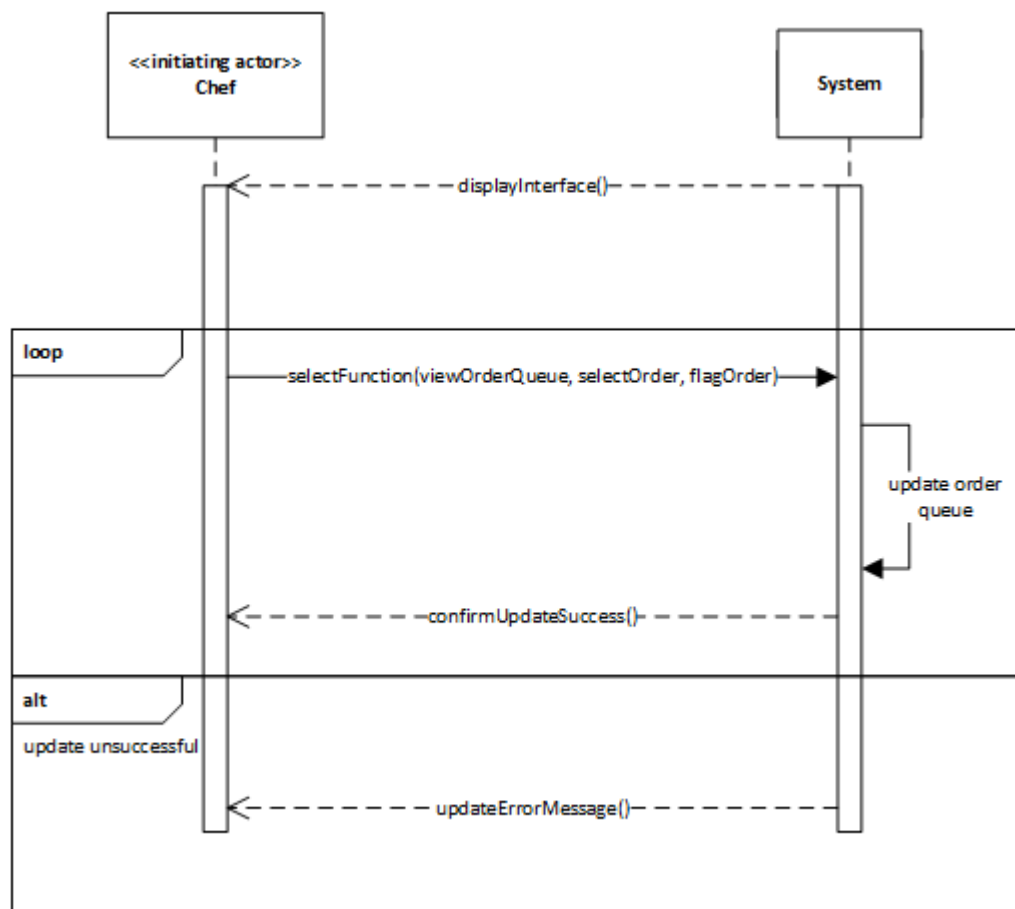 <<initiating actor>>
Chef
System
displayInterface()
loop
selectFunction(viewOrderQueue, selectOrder, flagOrder)
update order
queue
confirmUpdateSuccess()
alt
update unsuccessful
updateErrorMessage()